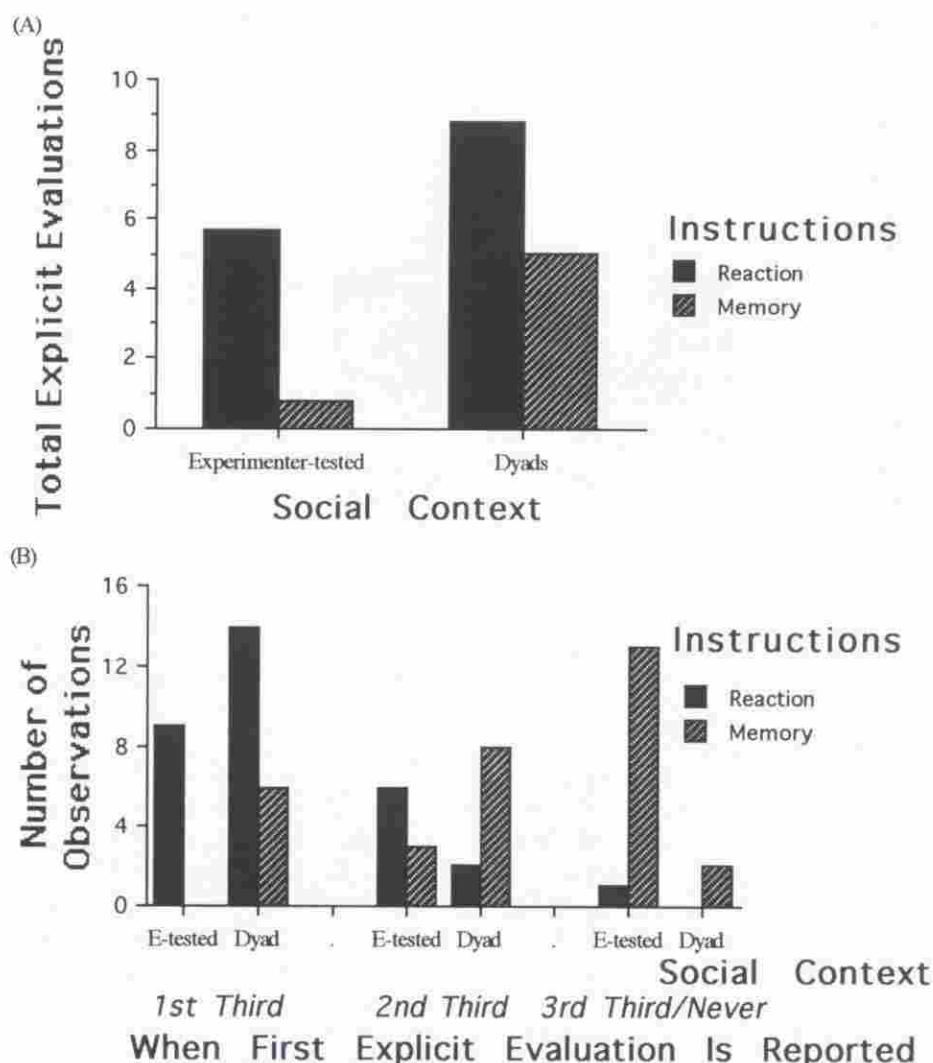 (A)
Total Explicit Evaluations
10
8
6
4
2
0
Experimenter-tested Dyads
Social Context
Instructions
Reaction
Memory
(B)
Number of
Observations
16
12
8
4
0
E-tested Dyad . E-tested Dyad . E-tested Dyad
Instructions
Reaction
Memory
Social Context
1st Third 2nd Third 3rd Third/Never
When First Explicit Evaluation Is Reported